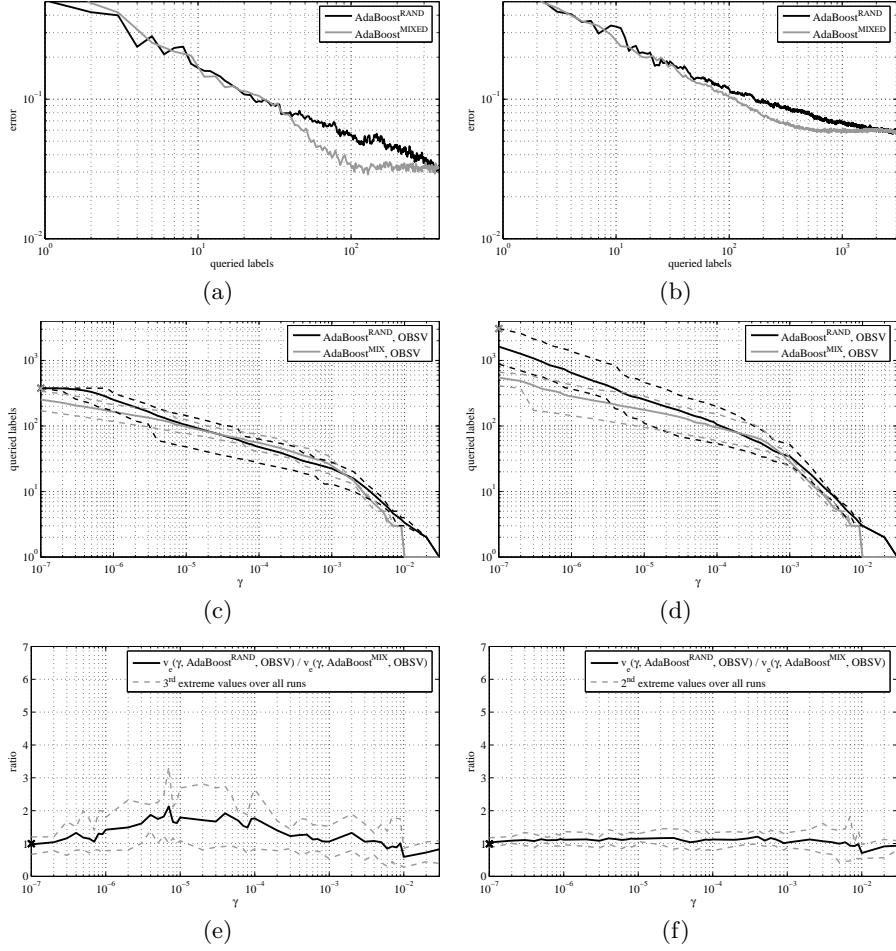 AdaBoost^RAND
AdaBoost^MIXED
error
10^-1
10^-2
10^0 10^1 10^2
queried labels
(a)
AdaBoost^RAND
AdaBoost^MIXED
error
10^-1
10^-2
10^0 10^1 10^2 10^3
queried labels
(b)
AdaBoost^RAND, OBSV
AdaBoost^MIX, OBSV
queried labels
10^3
10^2
10^1
10^0
10^-7 10^-6 10^-5 10^-4 10^-3 10^-2
γ
(c)
AdaBoost^RAND, OBSV
AdaBoost^MIX, OBSV
queried labels
10^3
10^2
10^1
10^0
10^-7 10^-6 10^-5 10^-4 10^-3 10^-2
γ
(d)
v_e(γ, AdaBoost^RAND, OBSV) / v_e(γ, AdaBoost^MIX, OBSV)
3^rd extreme values over all runs
ratio
7
6
5
4
3
2
1
0
10^-7 10^-6 10^-5 10^-4 10^-3 10^-2
γ
(e)
v_e(γ, AdaBoost^RAND, OBSV) / v_e(γ, AdaBoost^MIX, OBSV)
2^nd extreme values over all runs
ratio
7
6
5
4
3
2
1
0
10^-7 10^-6 10^-5 10^-4 10^-3 10^-2
γ
(f)